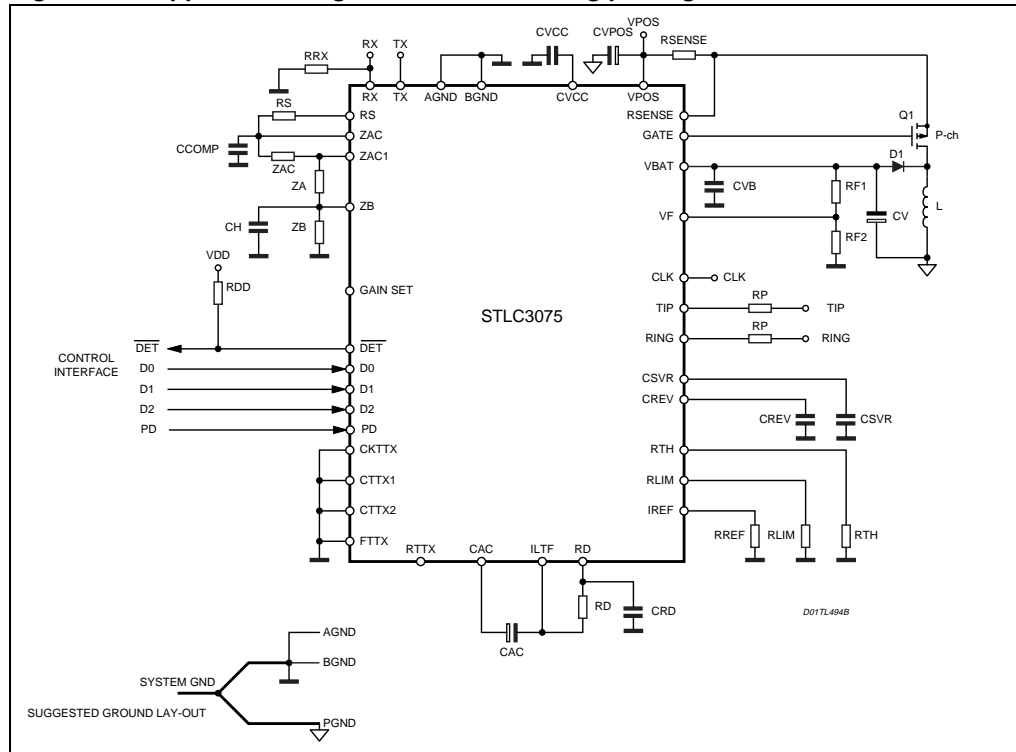 VPOS
RX TX CVCC CVPOS RSENSE
RRX
RX TX AGND BGND CVCC VPOS
RS RS RSENSE
Q1
ZAC GATE P-ch
CCOMP
ZAC1 D1
ZAC VBAT
ZA CVB RF1
L
ZB CV
CH ZB VF
RF2
VDD
RDD CLK CLK
GAIN SET RP
STLC3075 TIP TIP
RP
RING RING
DET DET
CONTROL
INTERFACE
D0 D0
CSVR
D1 D1 CREV
D2 D2 CREV CSVR
PD PD
CKTTX RTH
CTTX1 RLIM
CTTX2 IREF
RREF RLIM RTH
FTTX
RTTX CAC ILTF RD
RD CRD
D01TL494B
CAC
AGND
BGND
SYSTEM GND
SUGGESTED GROUND LAY-OUT
PGND